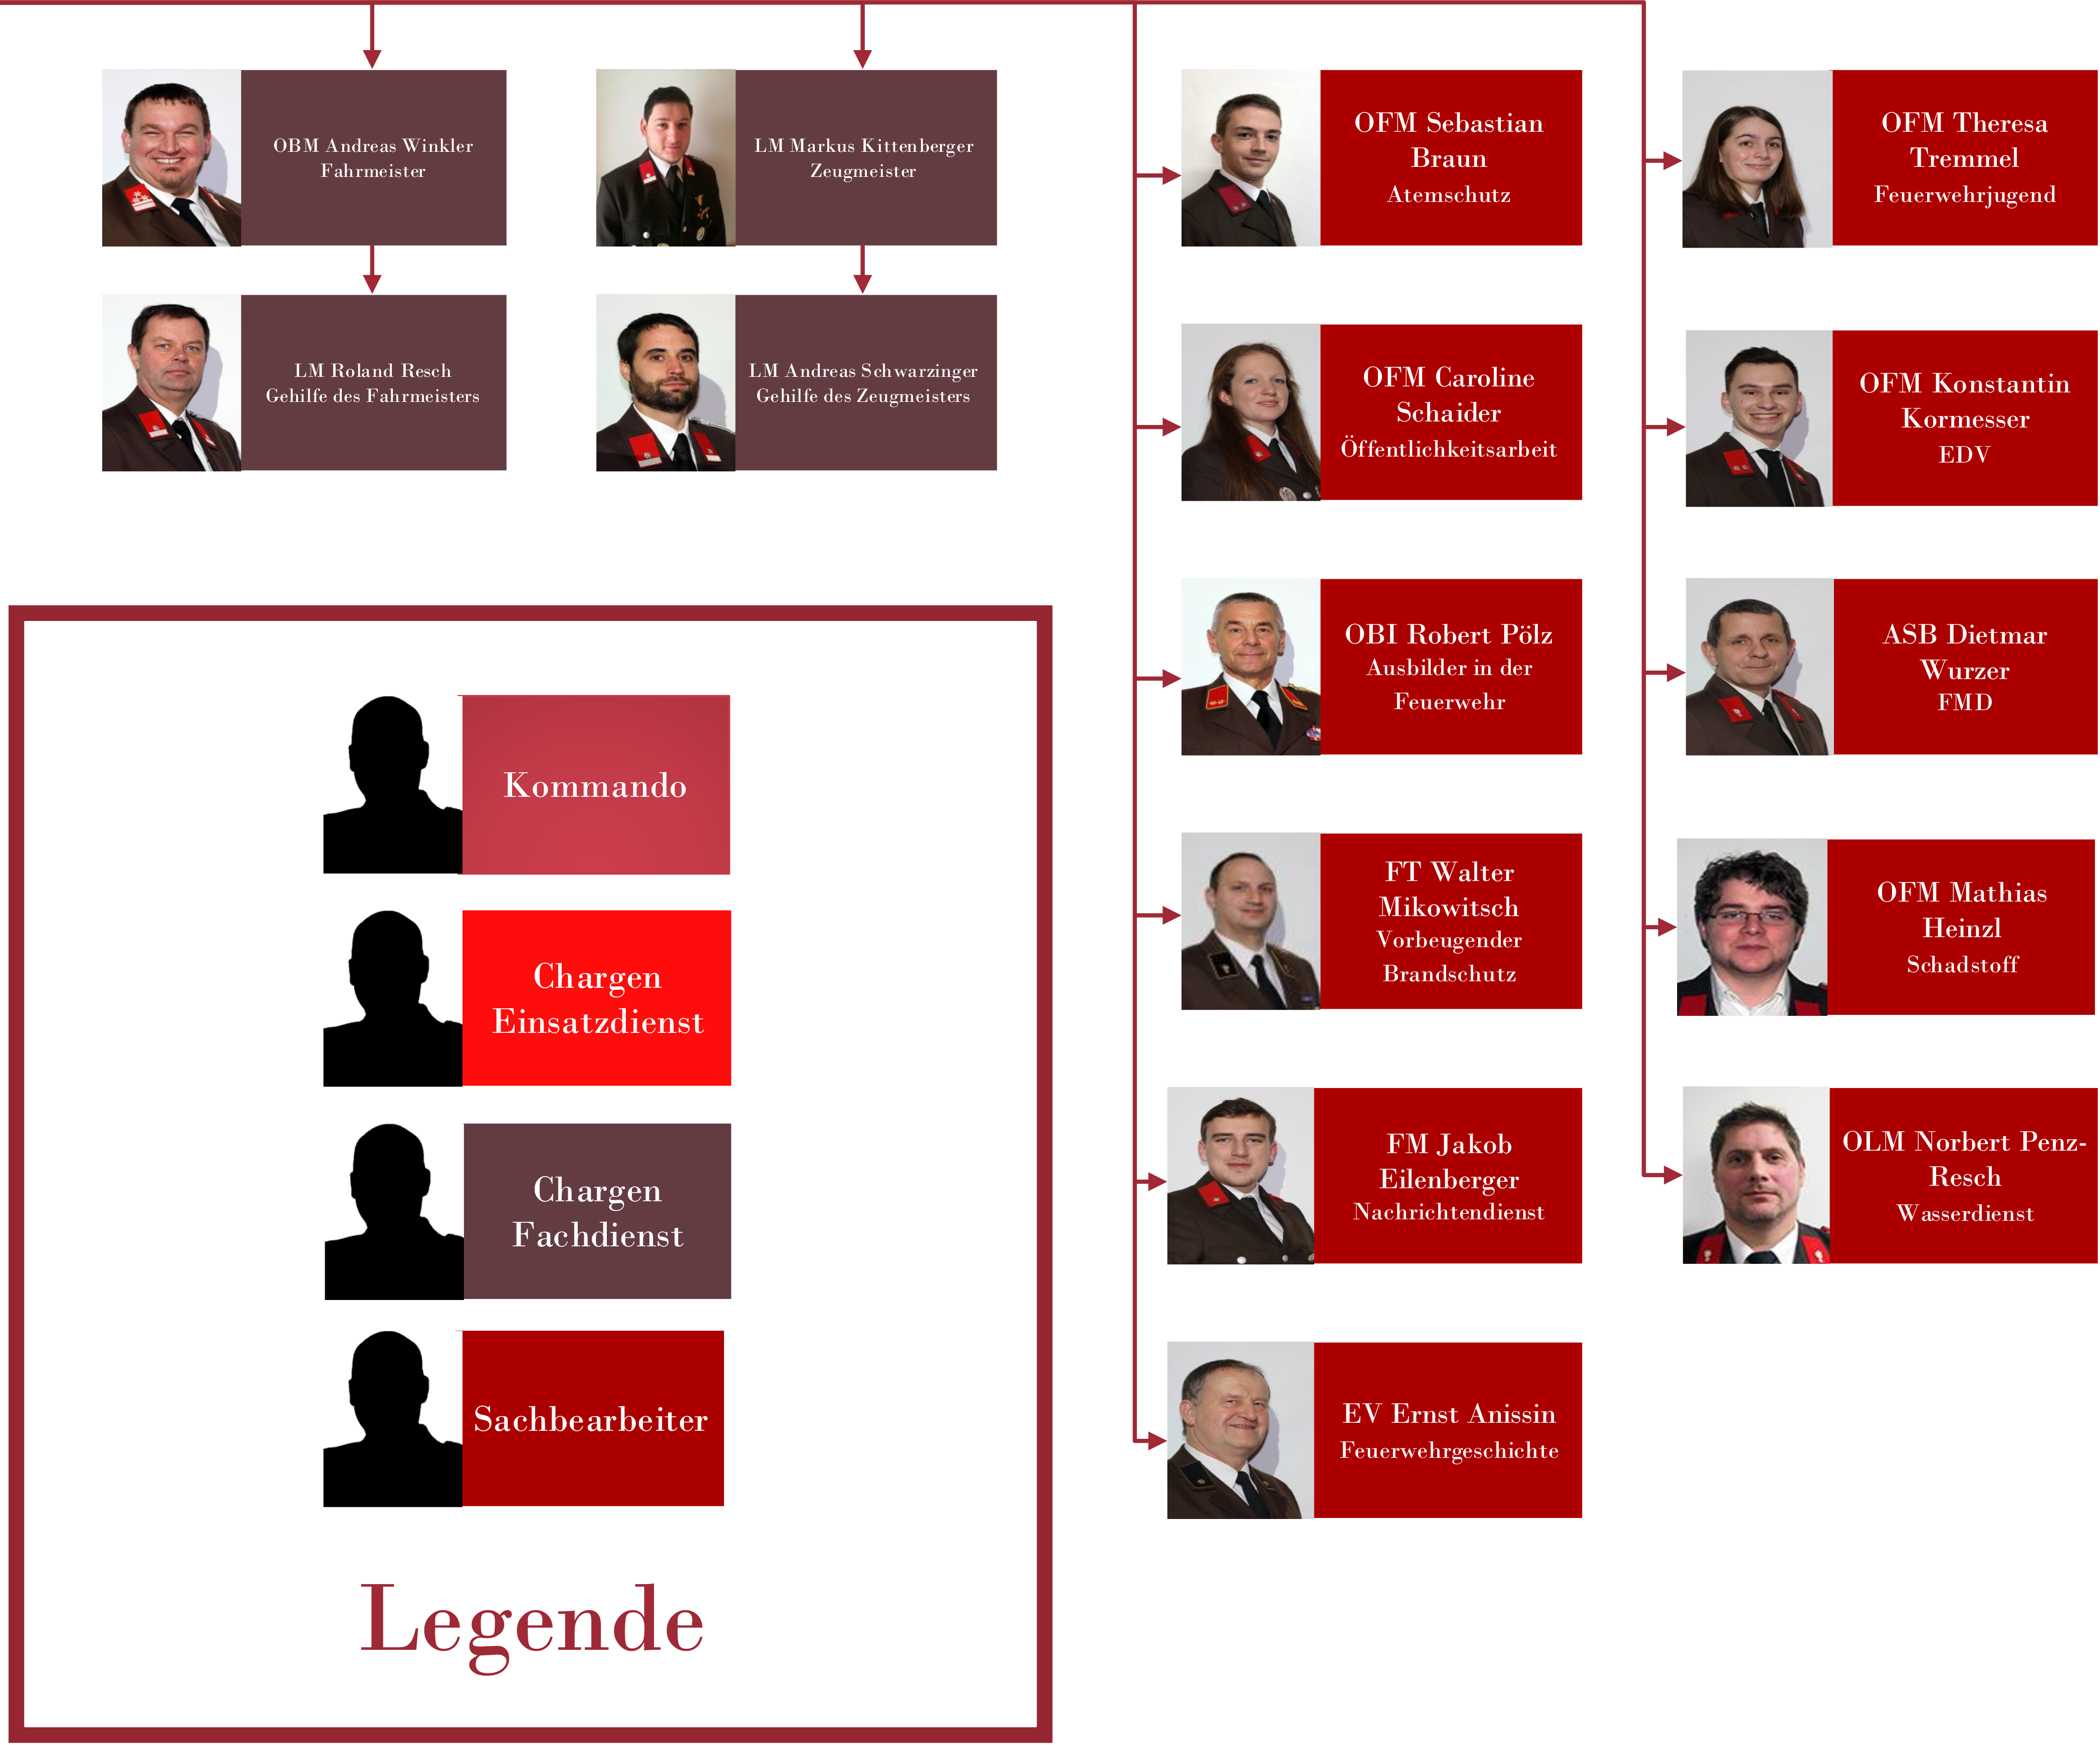 OBM Andreas Winkler
Fahrmeister
LM Roland Resch
Gehilfe des Fahrmeisters
LM Markus Kittenberger
Zeugmeister
LM Andreas Schwarzinger
Gehilfe des Zeugmeisters
OFM Sebastian
Braun
Atemschutz
OFM Caroline
Schaider
Öffentlichkeitsarbeit
OBI Robert Pölz
Ausbilder in der
Feuerwehr
FT Walter
Mikowitsch
Vorbeugender
Brandschutz
FM Jakob
Eilenberger
Nachrichtendienst
EV Ernst Anissin
Feuerwehrgeschichte
OFM Theresa
Tremmel
Feuerwehrjugend
OFM Konstantin
Kormesser
EDV
ASB Dietmar
Wurzer
FMD
OFM Mathias
Heinzl
Schadstoff
OLM Norbert Penz-
Resch
Wasserdienst
Kommando
Chargen
Einsatzdienst
Chargen
Fachdienst
Sachbearbeiter
Legende